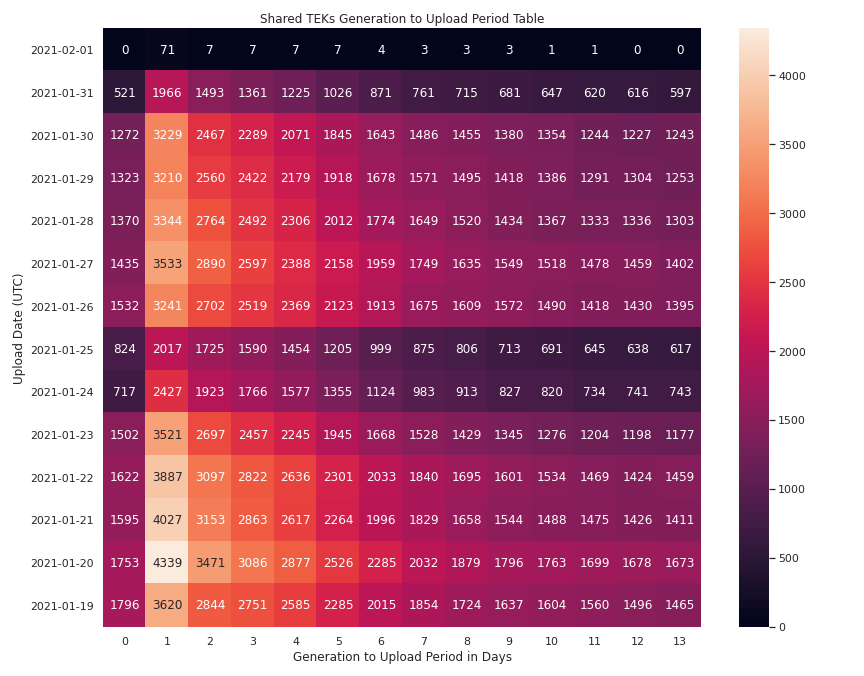 Shared TEKs Generation to Upload Period Table
2021-02-01 0 71 7 7 7 7 4 3 3 3 1 1 0 0
2021-01-31 521 1966 1493 1361 1225 1026 871 761 715 681 647 620 616 597
2021-01-30 1272 3229 2467 2289 2071 1845 1643 1486 1455 1380 1354 1244 1227 1243
2021-01-29 1323 3210 2560 2422 2179 1918 1678 1571 1495 1418 1386 1291 1304 1253
2021-01-28 1370 3344 2764 2492 2306 2012 1774 1649 1520 1434 1367 1333 1336 1303
2021-01-27 1435 3533 2890 2597 2388 2158 1959 1749 1635 1549 1518 1478 1459 1402
2021-01-26 1532 3241 2702 2519 2369 2123 1913 1675 1609 1572 1490 1418 1430 1395
2021-01-25 824 2017 1725 1590 1454 1205 999 875 806 713 691 645 638 617
2021-01-24 717 2427 1923 1766 1577 1355 1124 983 913 827 820 734 741 743
2021-01-23 1502 3521 2697 2457 2245 1945 1668 1528 1429 1345 1276 1204 1198 1177
2021-01-22 1622 3887 3097 2822 2636 2301 2033 1840 1695 1601 1534 1469 1424 1459
2021-01-21 1595 4027 3153 2863 2617 2264 1996 1829 1658 1544 1488 1475 1426 1411
2021-01-20 1753 4339 3471 3086 2877 2526 2285 2032 1879 1796 1763 1699 1678 1673
2021-01-19 1796 3620 2844 2751 2585 2285 2015 1854 1724 1637 1604 1560 1496 1465
0 1 2 3 4 5 6 7 8 9 10 11 12 13
Generation to Upload Period in Days
Upload Date (UTC)
4000
3500
3000
2500
2000
1500
1000
500
0